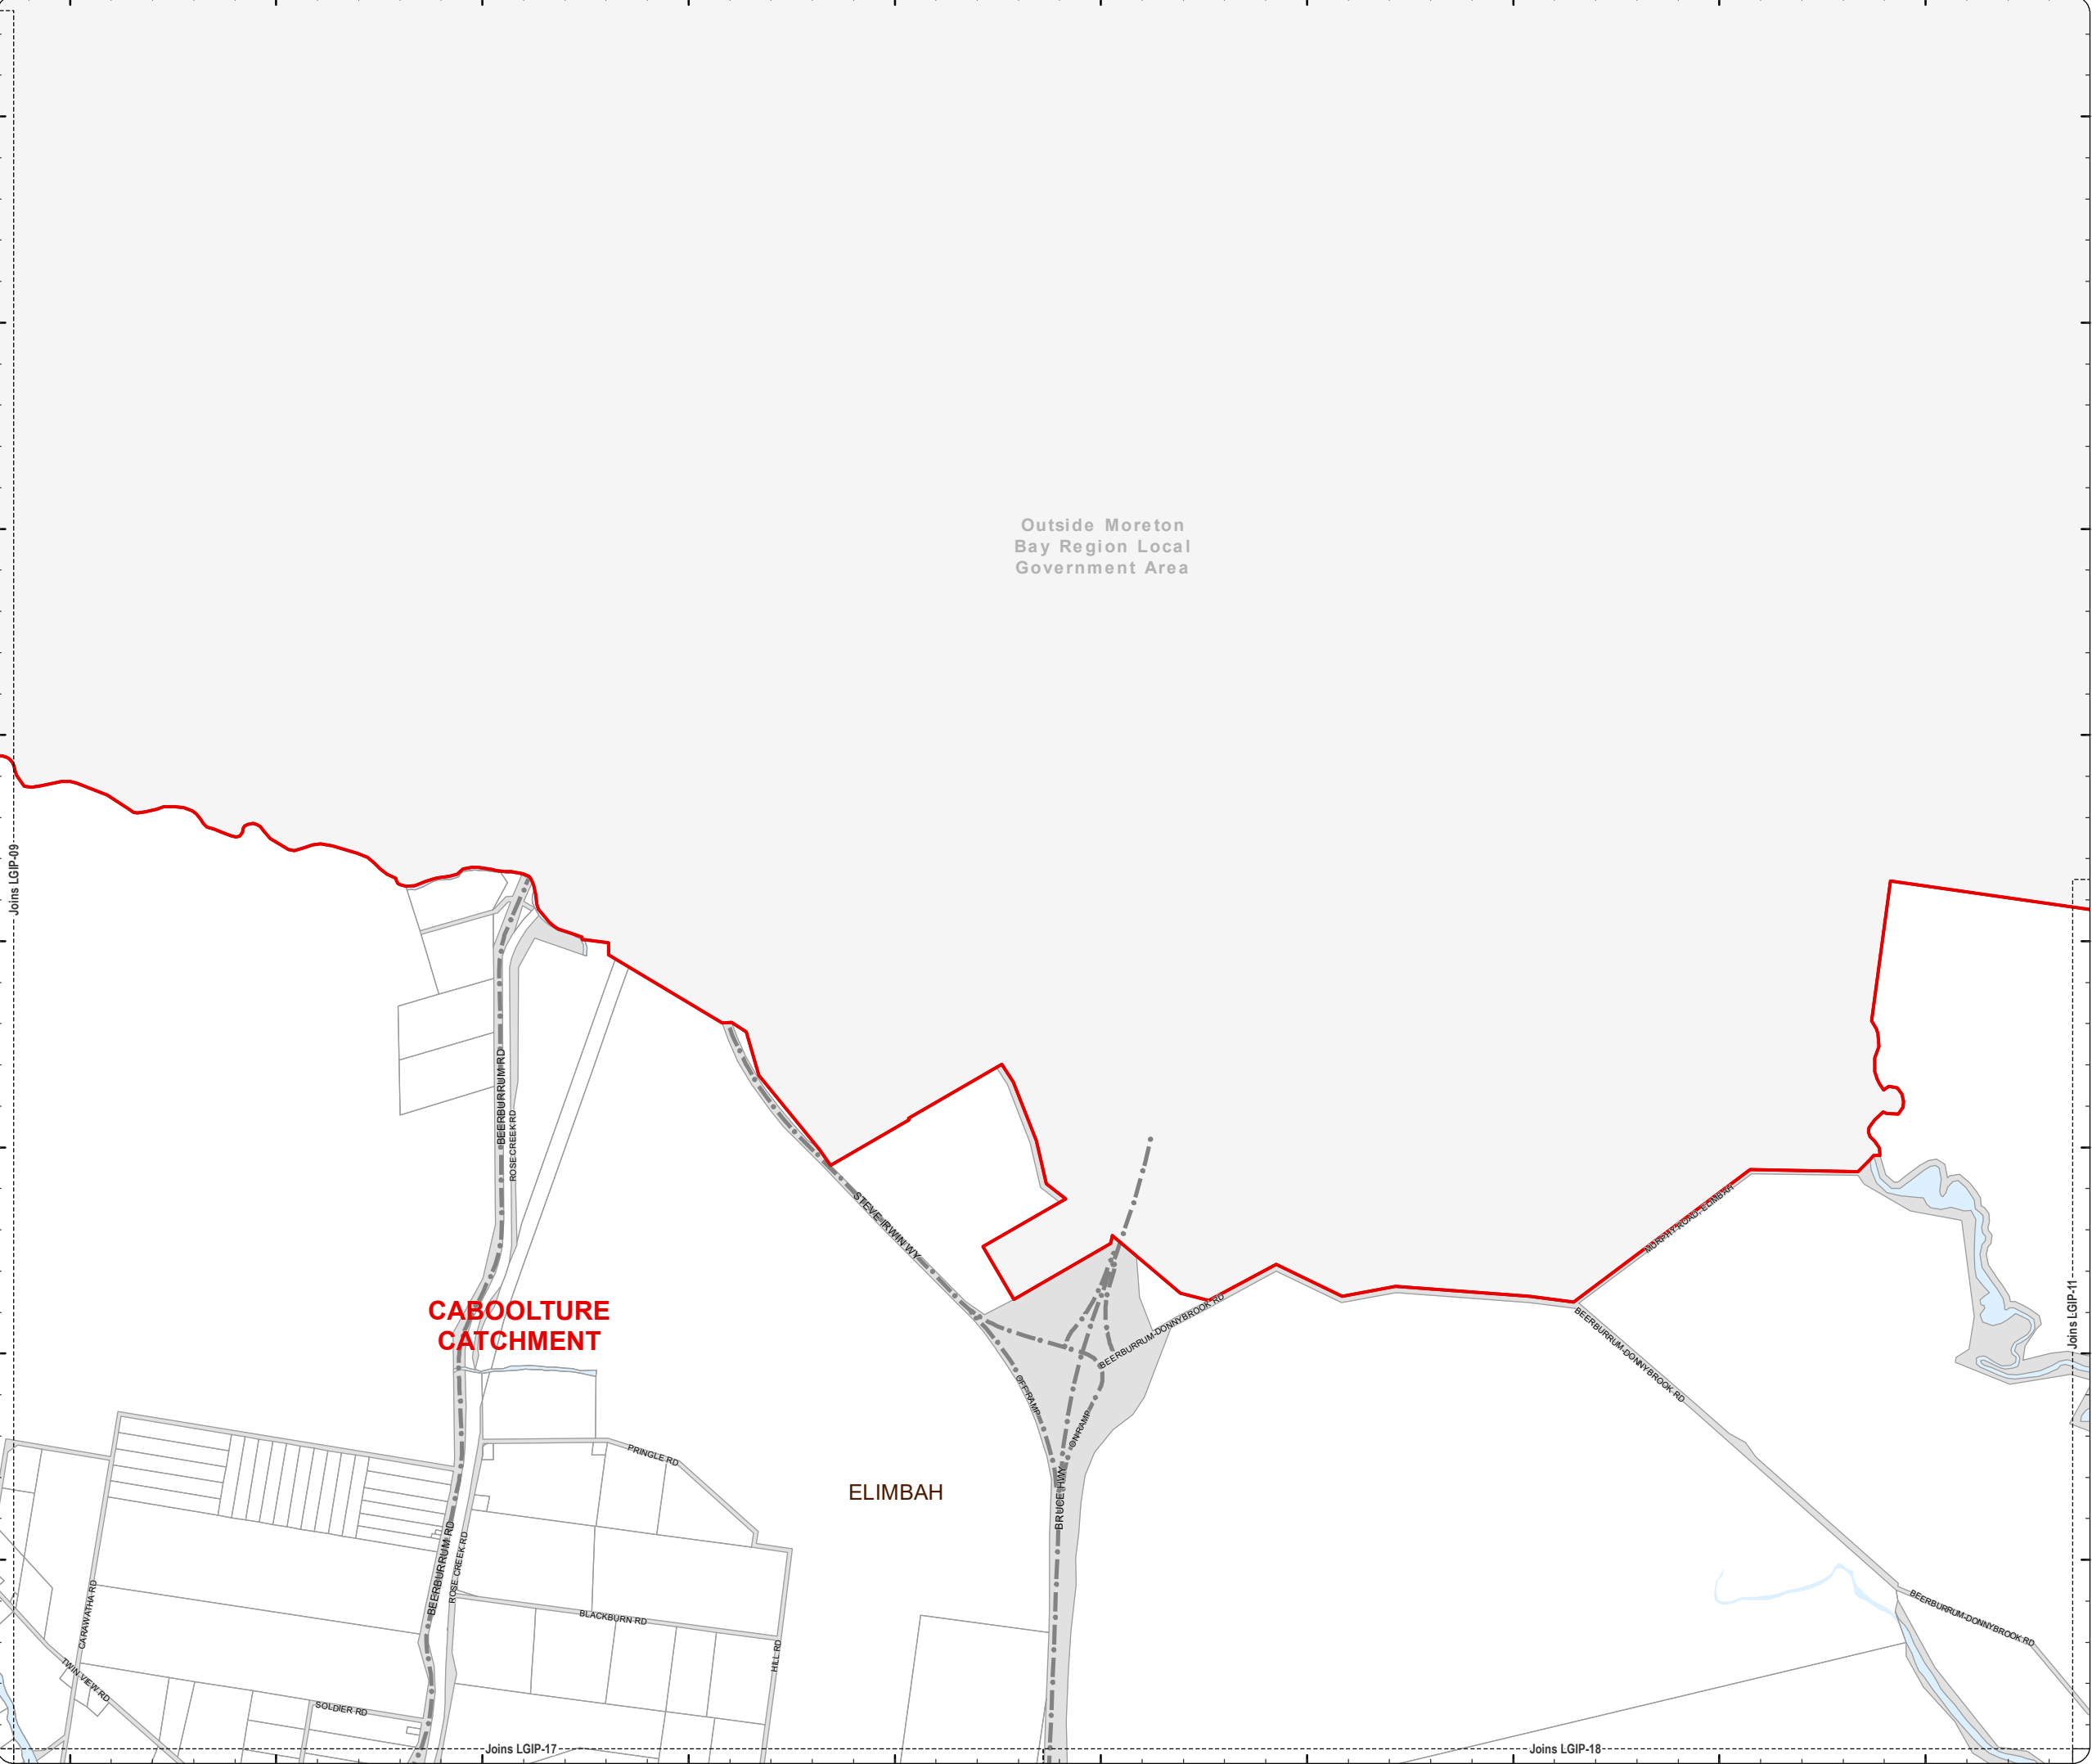 Outside Moreton
Bay Region Local
Government Area
Joins LGIP-09
BEERBURRUM RD
ROSE CREEK RD
STEVE IRWIN WY
MURPHY ROAD, ELIMBAH
Joins LGIP-11
CABOOLTURE
CATCHMENT
BEERBURRUM-DONNYBROOK RD
BEERBURRUM-DONNYBROOK RD
OFF RAMP
ON RAMP
PRINGLE RD
ELIMBAH
BRUCE HWY
BEERBURRUM RD
ROSE CREEK RD
CARAWATHA RD
BLACKBURN RD
HILL RD
BEERBURRUM-DONNYBROOK RD
TWIN VIEW RD
SOLDIER RD
Joins LGIP-17
Joins LGIP-18